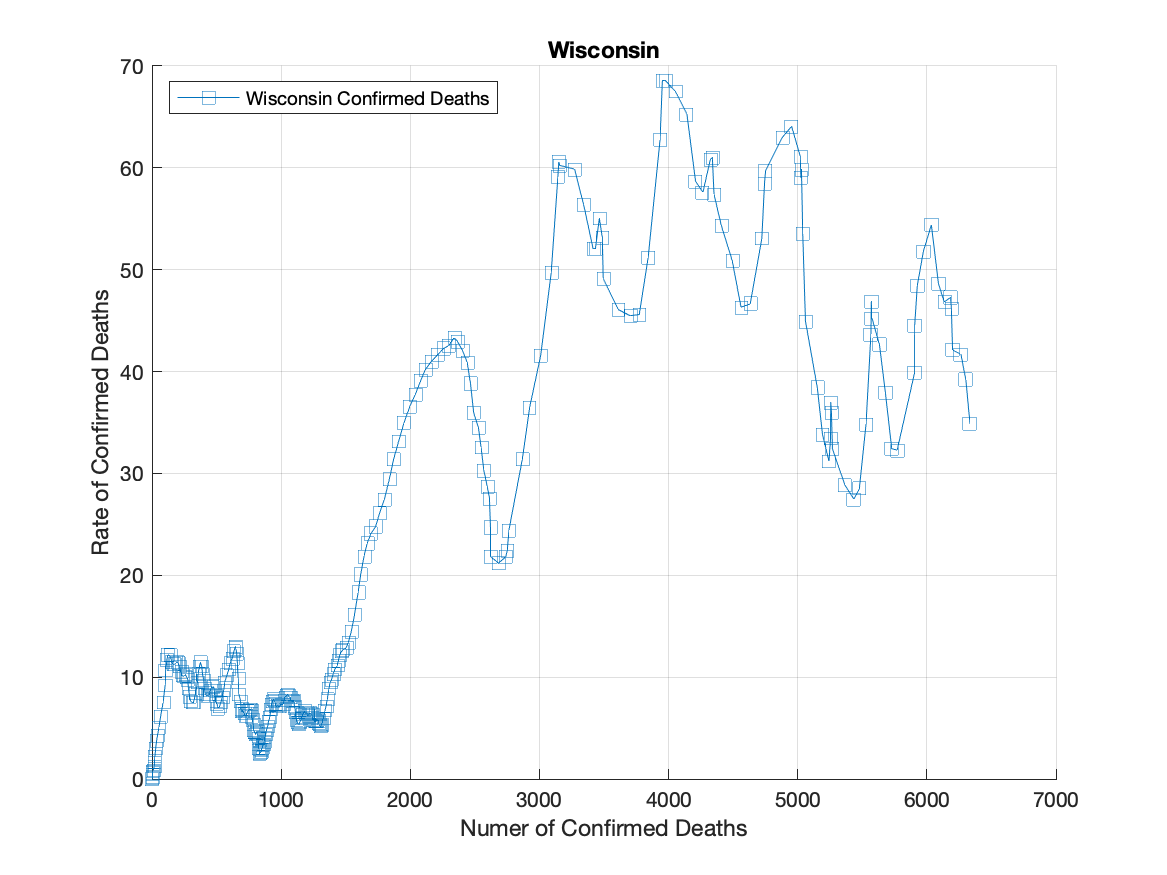 Wisconsin
Wisconsin Confirmed Deaths
Rate of Confirmed Deaths
70
60
50
40
30
20
10
0
0 1000 2000 3000 4000 5000 6000 7000
Numer of Confirmed Deaths